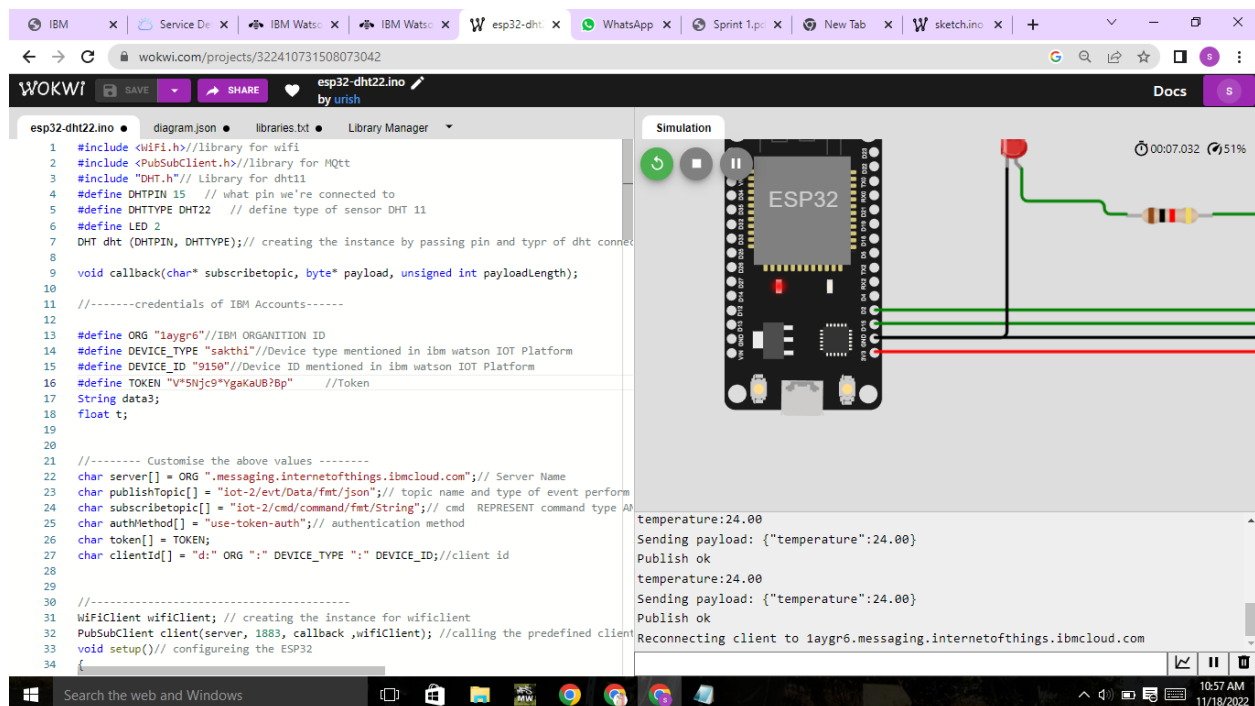 IBM
Service De
IBM Watso
IBM Watso
esp32-dht.
WhatsApp
Sprint 1.pd
New Tab
sketch.ino
wokwi.com/projects/322410731508073042
WOKWI
SAVE
SHARE
esp32-dht22.ino
by urish
Docs
S
esp32-dht22.ino
diagram.json
libraries.txt
Library Manager
1 #include <WiFi.h>//library for wifi
2 #include <PubSubClient.h>//library for MQtt
3 #include "DHT.h"// Library for dht11
4 #define DHTPIN 15 // what pin we're connected to
5 #define DHTTYPE DHT22 // define type of sensor DHT 11
6 #define LED 2
7 DHT dht (DHTPIN, DHTTYPE);// creating the instance by passing pin and typr of dht connec
8
9 void callback(char* subscribetopic, byte* payload, unsigned int payloadLength);
10
11 //-------credentials of IBM Accounts------
12
13 #define ORG "1aygr6"//IBM ORGANITION ID
14 #define DEVICE_TYPE "sakthi"//Device type mentioned in ibm watson IOT Platform
15 #define DEVICE_ID "9150"//Device ID mentioned in ibm watson IOT Platform
16 #define TOKEN "V*5Njc9*YgaKaUB?Bp" //Token
17 String data3;
18 float t;
19
20
21 //-------- Customise the above values --------
22 char server[] = ORG ".messaging.internetofthings.ibmcloud.com";// Server Name
23 char publishTopic[] = "iot-2/evt/Data/fmt/json";// topic name and type of event perform
24 char subscribetopic[] = "iot-2/cmd/command/fmt/String";// cmd REPRESENT command type AN
25 char authMethod[] = "use-token-auth";// authentication method
26 char token[] = TOKEN;
27 char clientId[] = "d:" ORG ":" DEVICE_TYPE ":" DEVICE_ID;//client id
28
29
30 //-----------------------------------------
31 WiFiClient wifiClient; // creating the instance for wificlient
32 PubSubClient client(server, 1883, callback ,wifiClient); //calling the predefined client
33 void setup()// configureing the ESP32
34 {
Simulation
00:07.032
51%
ESP32
temperature:24.00
Sending payload: {"temperature":24.00}
Publish ok
temperature:24.00
Sending payload: {"temperature":24.00}
Publish ok
Reconnecting client to 1aygr6.messaging.internetofthings.ibmcloud.com
Search the web and Windows
10:57 AM
11/18/2022